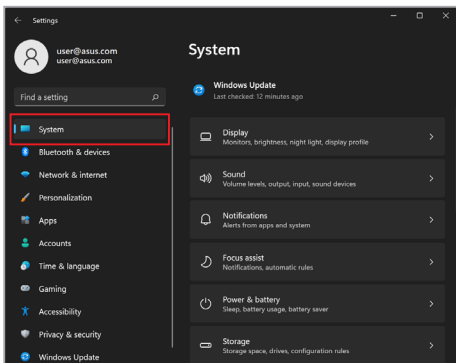 Settings
user@asus.com
user@asus.com
Find a setting
System
Bluetooth & devices
Network & internet
Personalization
Apps
Accounts
Time & language
Gaming
Accessibility
Privacy & security
Windows Update
System
Windows Update
Last checked: 12 minutes ago
Display
Monitors, brightness, night light, display profile
Sound
Volume levels, output, input, sound devices
Notifications
Alerts from apps and system
Focus assist
Notifications, automatic rules
Power & battery
Sleep, battery usage, battery saver
Storage
Storage space, drives, configuration rules